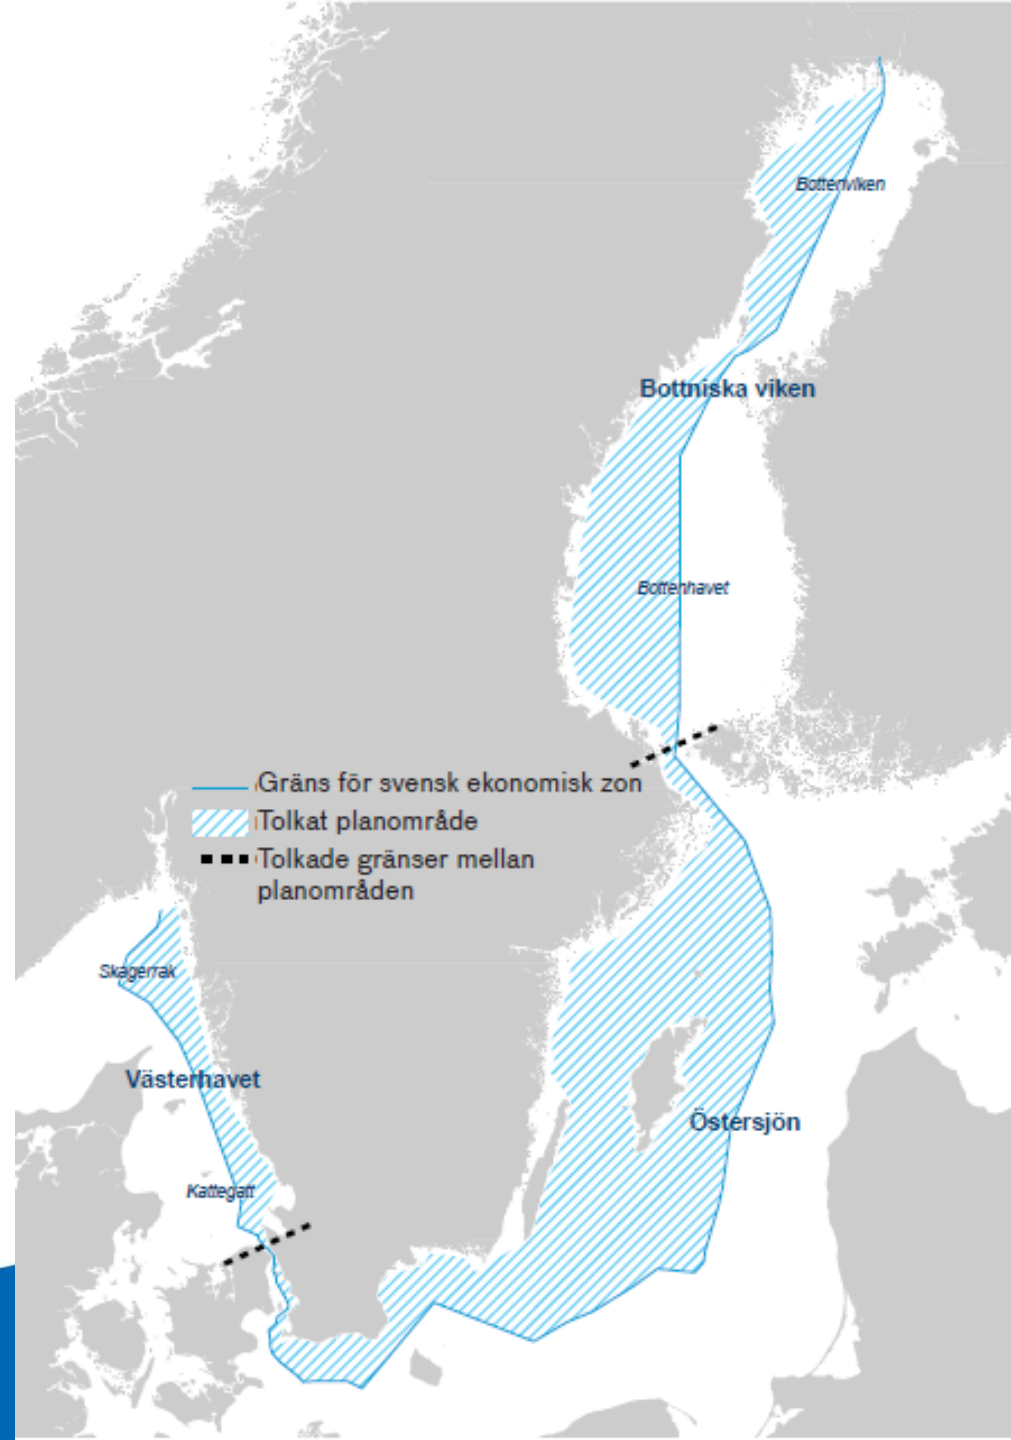 Bottenviken
Bottniska viken
Bottenhavet
Gräns för svensk ekonomisk zon
Tolkat planområde
Tolkade gränser mellan
planområden
Skagerrak
Västerhavet
Östersjön
Kattegatt